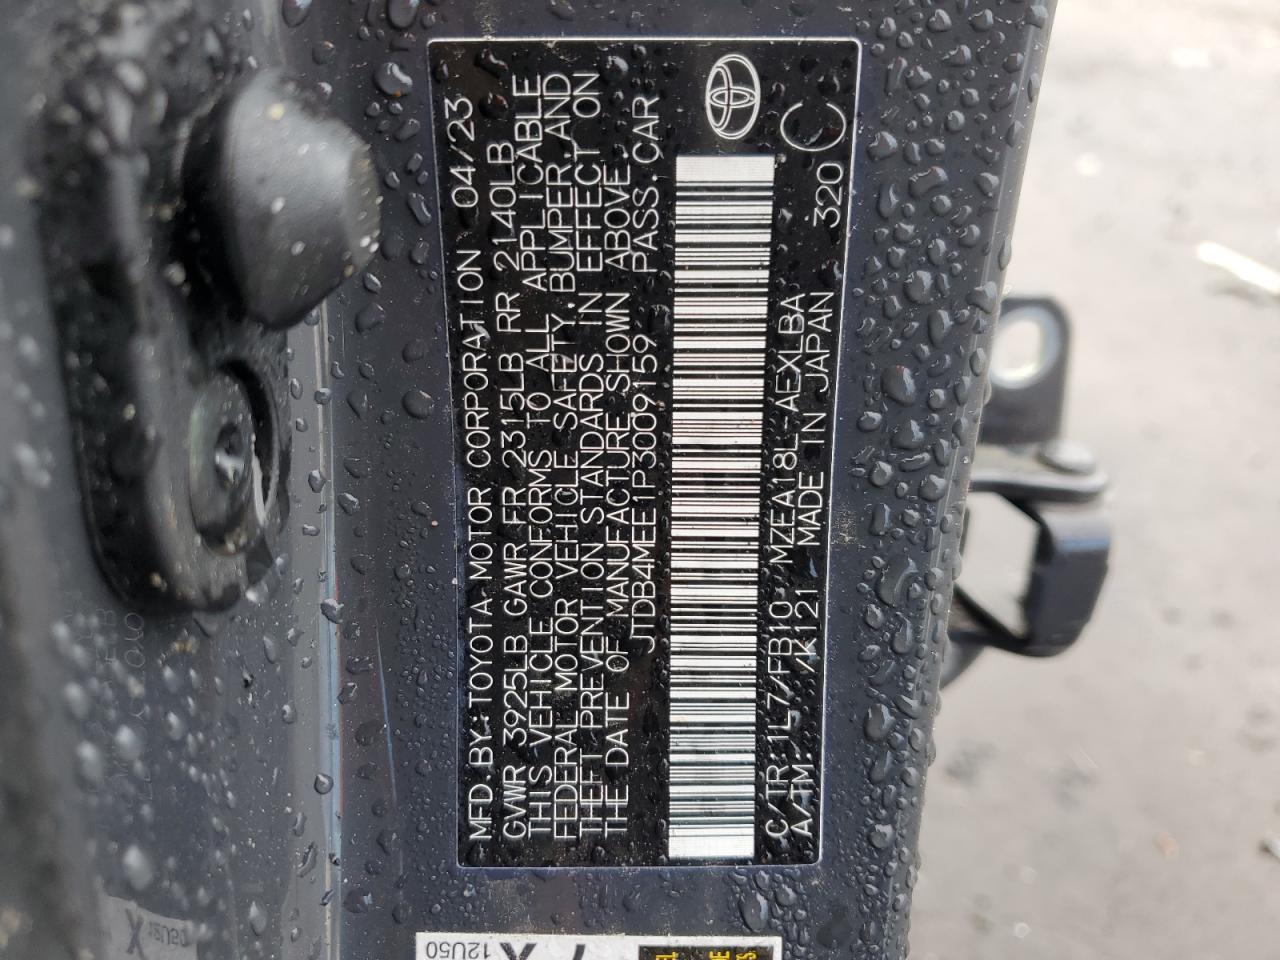 MFD.BY:TOYOTA MOTOR CORPORATION 04/23
GVWR 3925LB GAWR FR 2315LB RR 2140LB
THIS VEHICLE CONFORMS TO ALL APPLICABLE
FEDERAL MOTOR VEHICLE SAFETY, BUMPER, AND
THEFT PREVENTION STANDARDS IN EFFECT ON
THE DATE OF MANUFACTURE SHOWN ABOVE.
JTDB4MEE1P3009159 PASS.CAR
C/TR:1L7/FB10 MZEA18L-AEXLBA
A/TM: /K121 MADE IN JAPAN
320 C
12U50